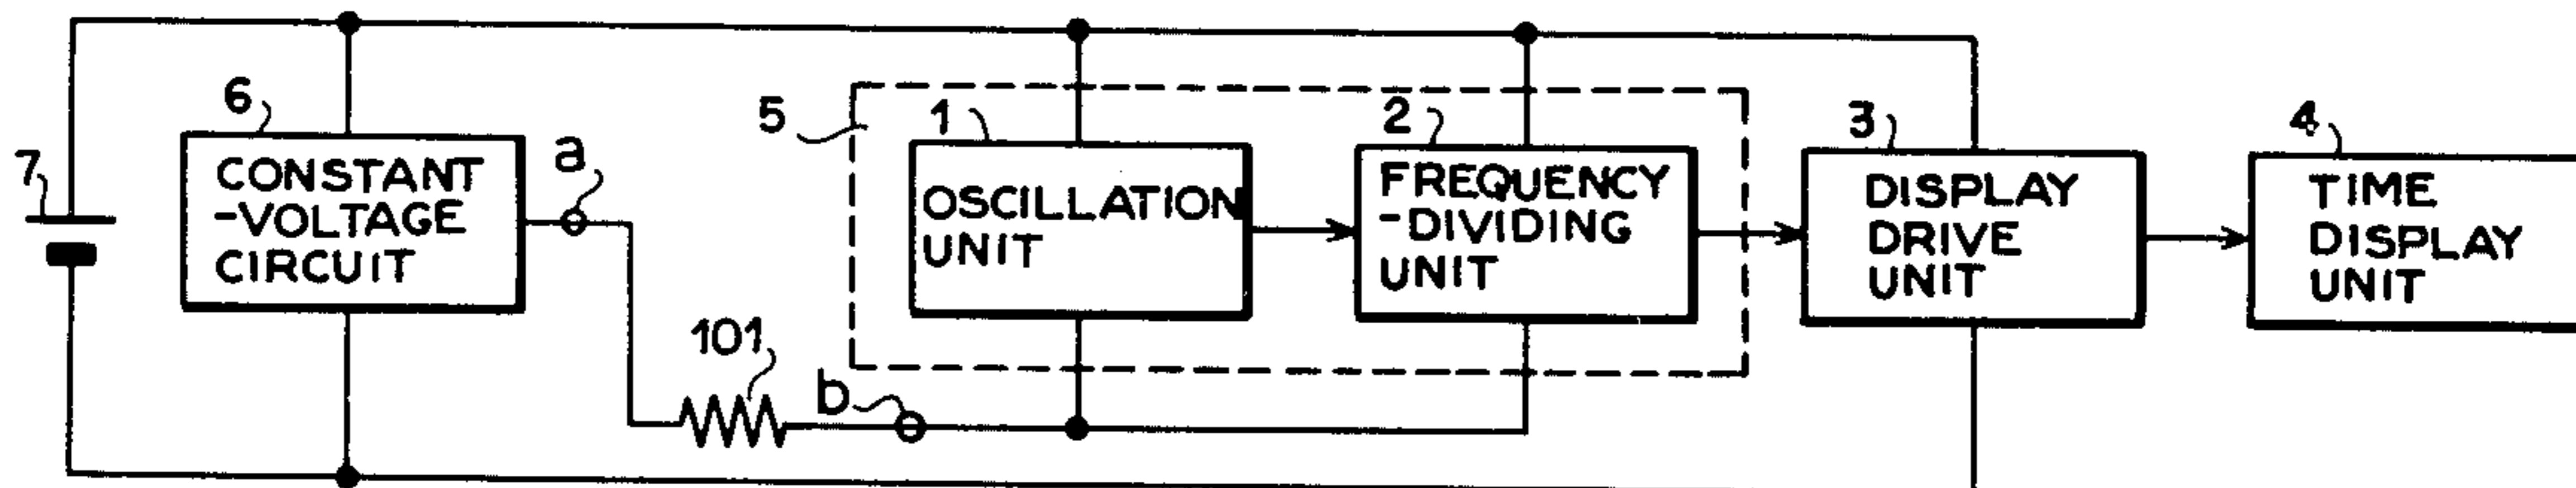 6
7
CONSTANT
-VOLTAGE
CIRCUIT
a
101
b
5
1
OSCILLATION
UNIT
2
FREQUENCY
-DIVIDING
UNIT
3
DISPLAY
DRIVE
UNIT
4
TIME
DISPLAY
UNIT